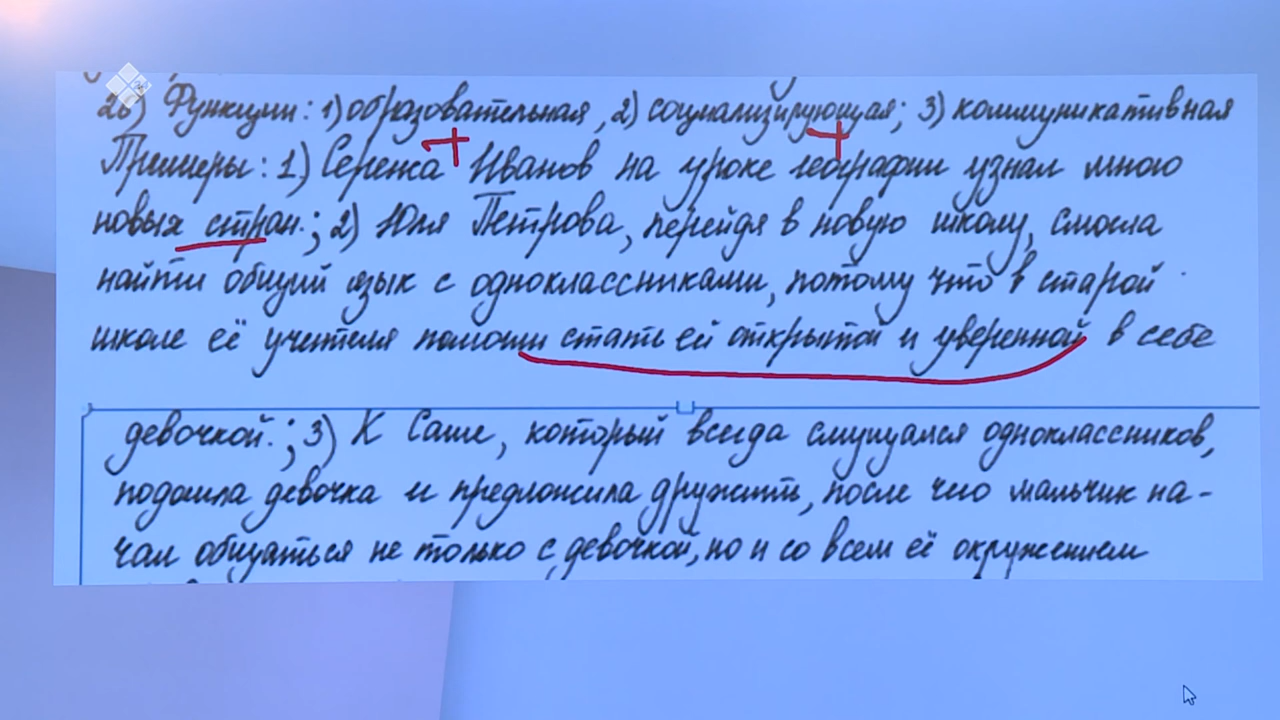 26) Функции: 1) образовательная, 2) социализирующая; 3) коммуникативная
Примеры: 1) Сережа Иванов на уроке географии узнал много
новых стран.; 2) Юля Петрова, перейдя в новую школу, смогла
найти общий язык с одноклассниками, потому что в старой
школе её учителя помогли стать ей открытой и уверенной в себе
девочкой.; 3) К Саше, который всегда смущался одноклассников,
подошла девочка и предложила дружить, после чего мальчик на-
чал общаться не только с девочкой, но и со всем её окружением